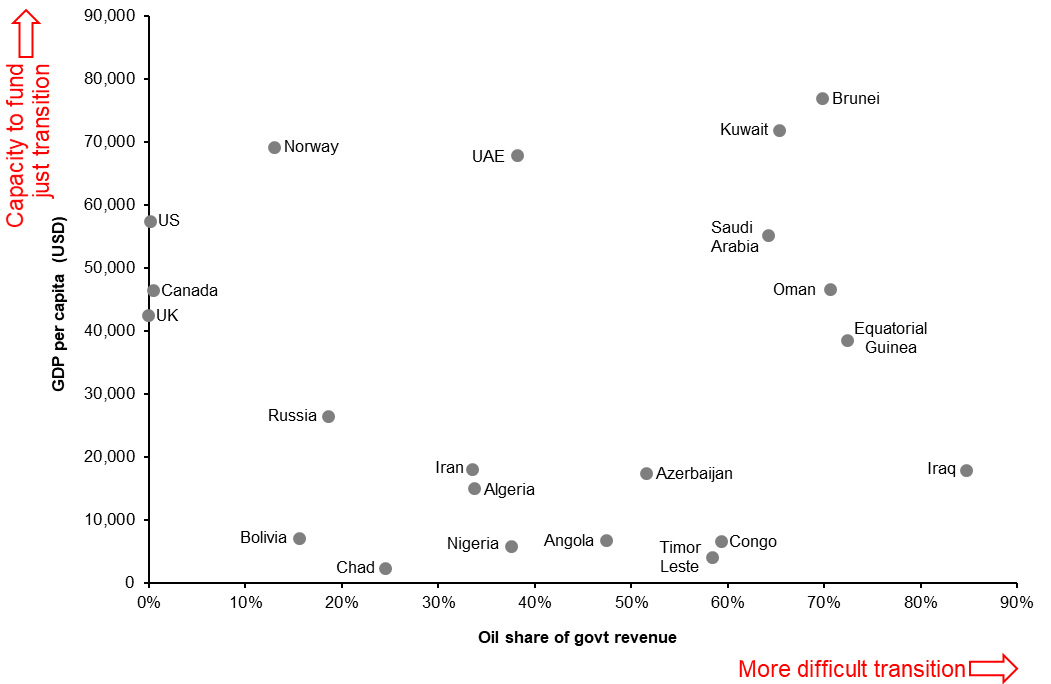 Capacity to fund
just transition
GDP per capita  (USD)
90,000
80,000
70,000
60,000
50,000
40,000
30,000
20,000
10,000
0
Brunei
Kuwait
Norway
UAE
US
Saudi
Arabia
Canada
Oman
UK
Equatorial
Guinea
Russia
Iran
Azerbaijan
Iraq
Algeria
Bolivia
Nigeria
Angola
Congo
Timor
Leste
Chad
0%
10%
20%
30%
40%
50%
60%
70%
80%
90%
Oil share of govt revenue
More difficult transition